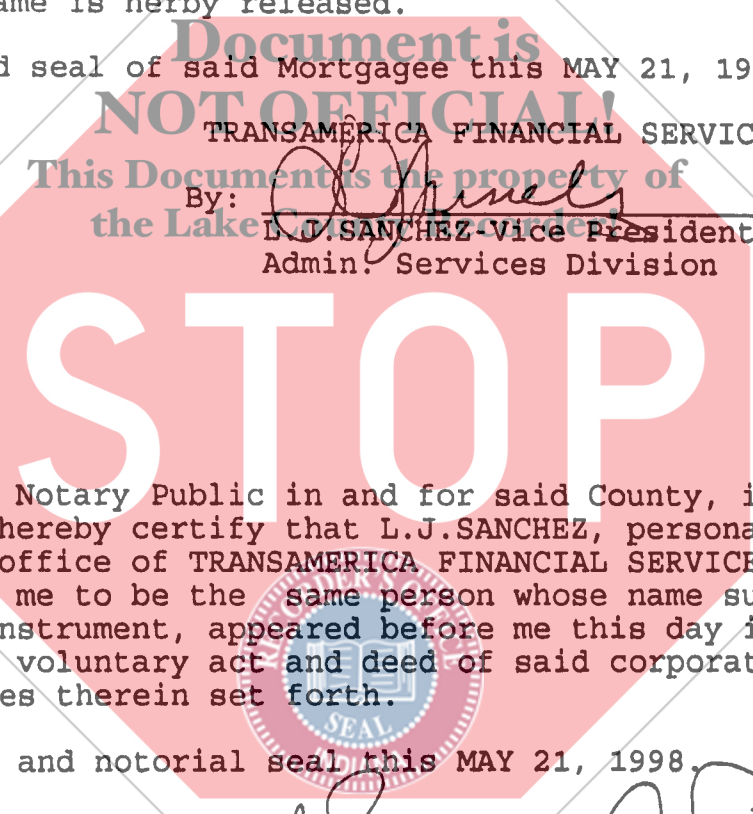 ame is herby released.
Document is
d seal of said Mortgagee this MAY 21, 19
NOT OFFICIAL!
TRANSAMERICA FINANCIAL SERVIC
This Document is the property of
By:
the Lake County Recorder!
L.J.SANCHEZ-Vice President
Admin. Services Division
STOP
Notary Public in and for said County, i
hereby certify that L.J.SANCHEZ, persona
office of TRANSAMERICA FINANCIAL SERVICE
me to be the same person whose name su
nstrument, appeared before me this day i
voluntary act and deed of said corporat
es therein set forth.
SEAL
INDIANA
and notorial seal this MAY 21, 1998.